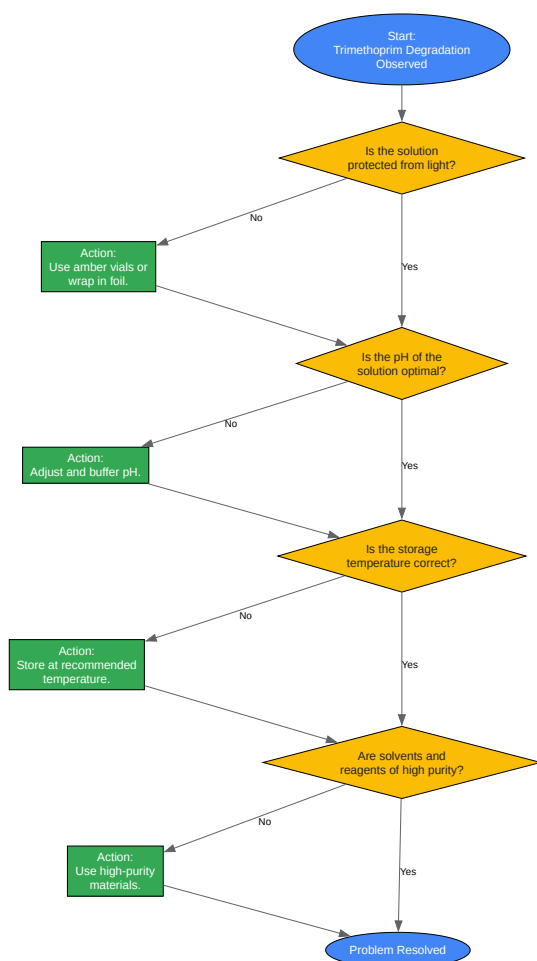 Start:
Trimethoprim Degradation
Observed
Is the solution
protected from light?
No
Yes
Action:
Use amber vials or
wrap in foil.
Is the pH of the
solution optimal?
No
Yes
Action:
Adjust and buffer pH.
Is the storage
temperature correct?
No
Yes
Action:
Store at recommended
temperature.
Are solvents and
reagents of high purity?
No
Yes
Action:
Use high-purity
materials.
Problem Resolved